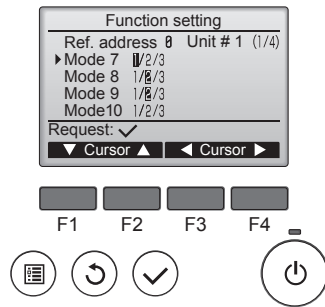 Function setting
Ref. address 0 Unit # 1 (1/4)
Mode 7 1/2/3
Mode 8 1/2/3
Mode 9 1/2/3
Mode10 1/2/3
Request: ✓
▼ Cursor ▲ ◀ Cursor ▶
F1 F2 F3 F4